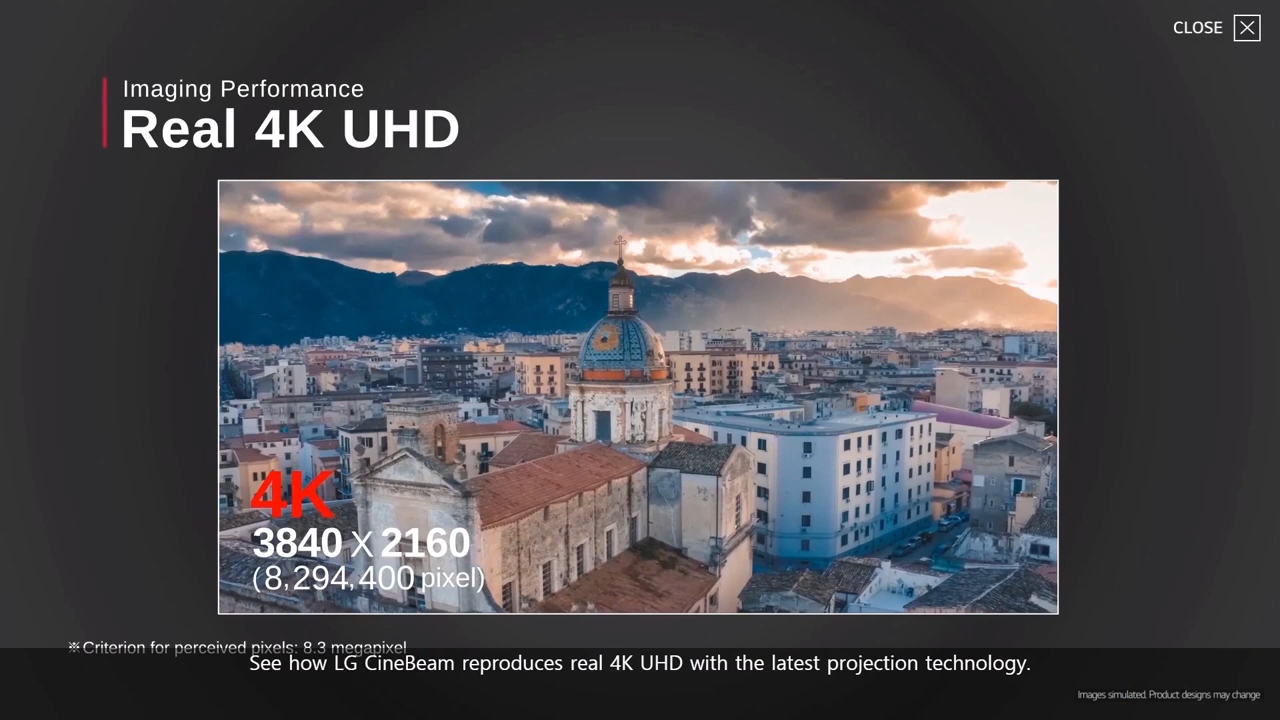 CLOSE
Imaging Performance
Real 4K UHD
4K
3840 X 2160
(8,294,400 pixel)
※Criterion for perceived pixels: 8.3 megapixel
See how LG CineBeam reproduces real 4K UHD with the latest projection technology.
Images simulated. Product designs may change